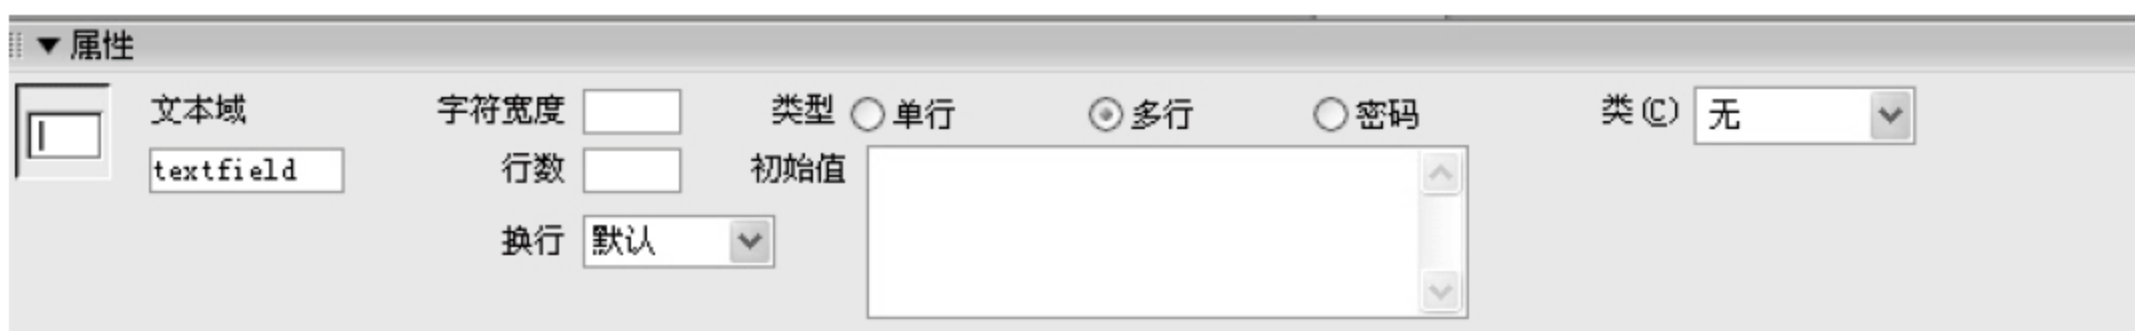 属性
文本域 字符宽度 类型 单行 多行 密码 类(C) 无
textfield 行数 初始值
换行 默认